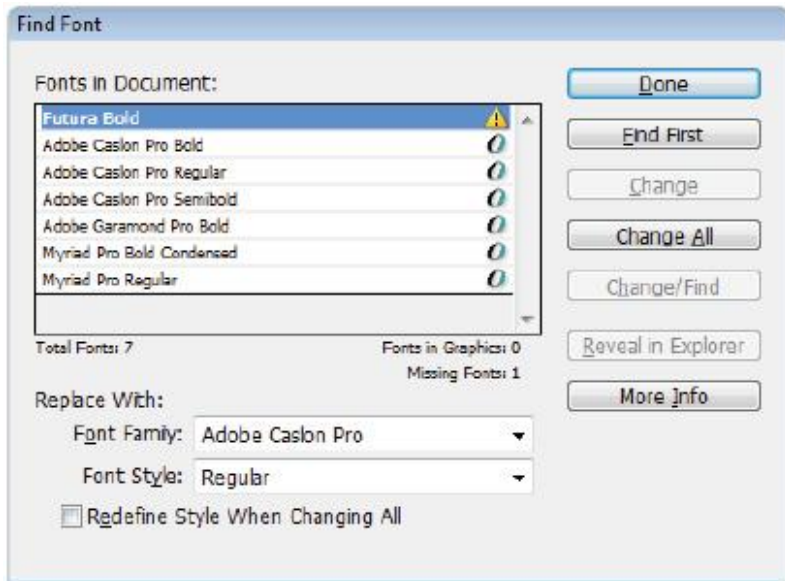 Find Font
Fonts in Document:
Futura Bold
Adobe Caslon Pro Bold
Adobe Caslon Pro Regular
Adobe Caslon Pro Semibold
Adobe Garamond Pro Bold
Myriad Pro Bold Condensed
Myriad Pro Regular
Total Fonts: 7
Fonts in Graphics: 0
Missing Fonts: 1
Replace With:
Font Family: Adobe Caslon Pro
Font Style: Regular
Redefine Style When Changing All
Done
Find First
Change
Change All
Change/Find
Reveal in Explorer
More Info